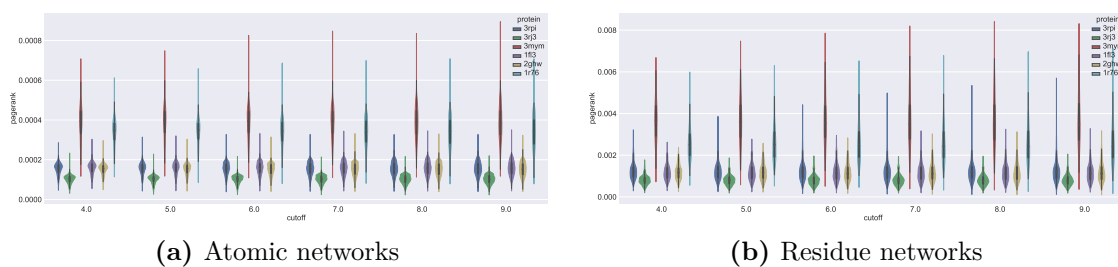 protein
3rpi
3rj3
3mym
1fl3
2ghw
1r76
pagerank
0.0008
0.0006
0.0004
0.0002
0.0000
4.0 5.0 6.0 7.0 8.0 9.0
cutoff
(a) Atomic networks
protein
3rpi
3rj3
3mym
1fl3
2ghw
1r76
pagerank
0.008
0.006
0.004
0.002
0.000
4.0 5.0 6.0 7.0 8.0 9.0
cutoff
(b) Residue networks